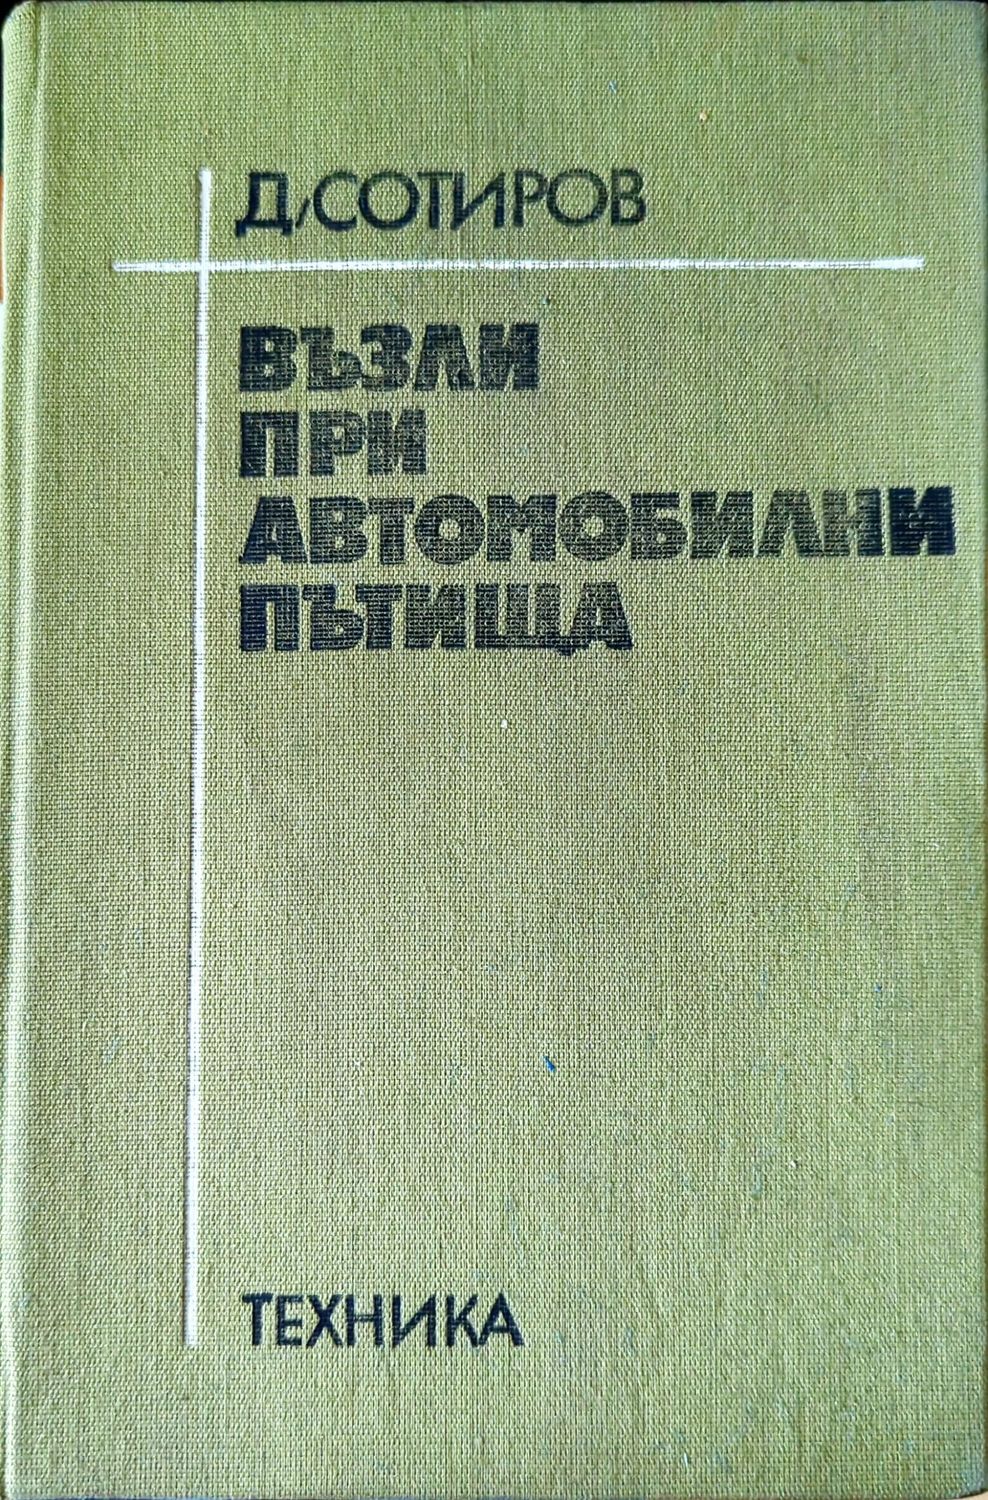 Д. СОТИРОВ
ВЪЗЛИ
ПРИ
АВТОМОБИЛНИ
ПЪТИЩА
ТЕХНИКА